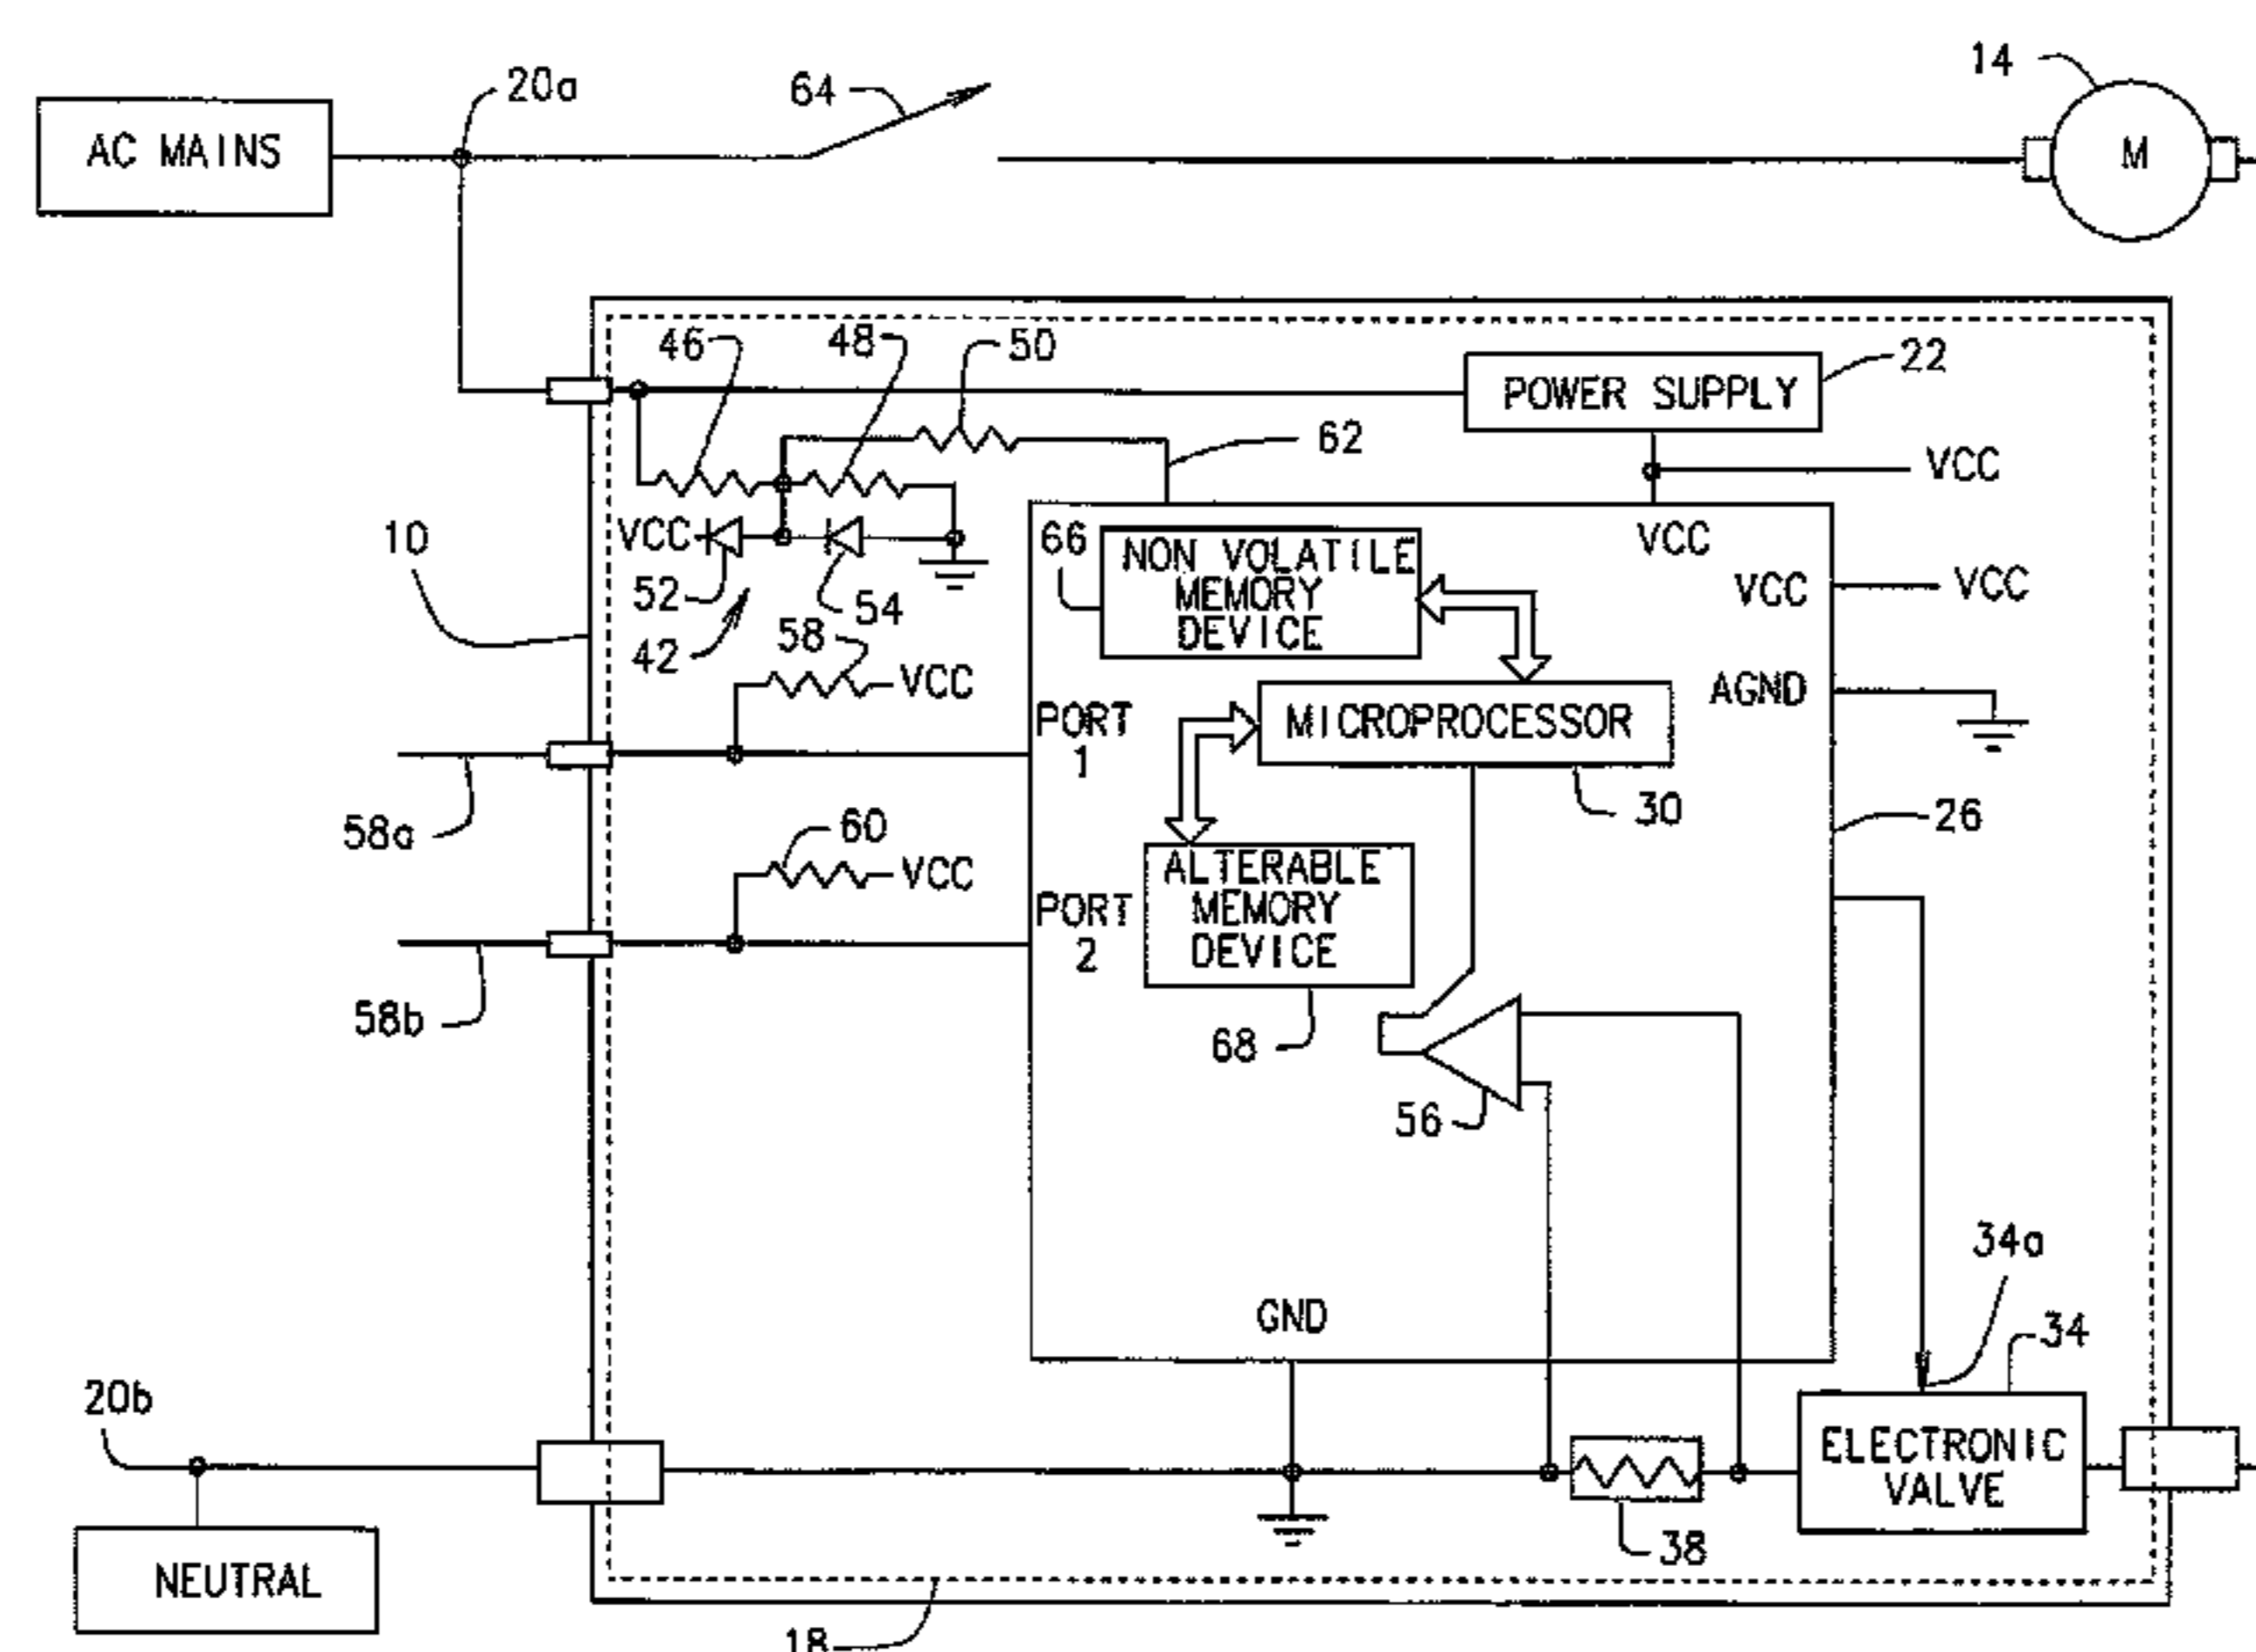 20a
64
14
AC MAINS
M
46
48
50
POWER SUPPLY
22
62
VCC
10
VCC
66
NON VOLATILE
MEMORY
DEVICE
VCC
VCC
VCC
52
54
42
58
VCC
AGND
PORT
1
MICROPROCESSOR
58a
60
30
26
VCC
PORT
2
ALTERABLE
MEMORY
DEVICE
58b
68
56
34a
GND
34
20b
ELECTRONIC
VALVE
38
NEUTRAL
18